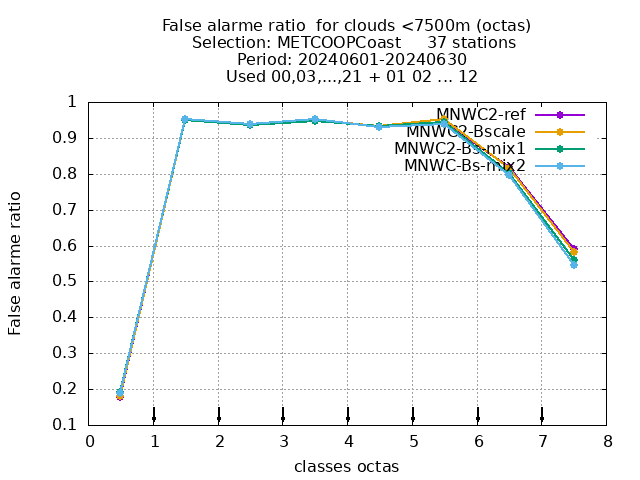 False alarme ratio  for clouds <7500m (octas)
Selection: METCOOPCoast     37 stations
Period: 20240601-20240630
Used 00,03,...,21 + 01 02 ... 12
MNWC2-ref
MNWC2-Bscale
MNWC2-Bs-mix1
MNWC-Bs-mix2
False alarme ratio
1
0.9
0.8
0.7
0.6
0.5
0.4
0.3
0.2
0.1
0 1 2 3 4 5 6 7 8
classes octas